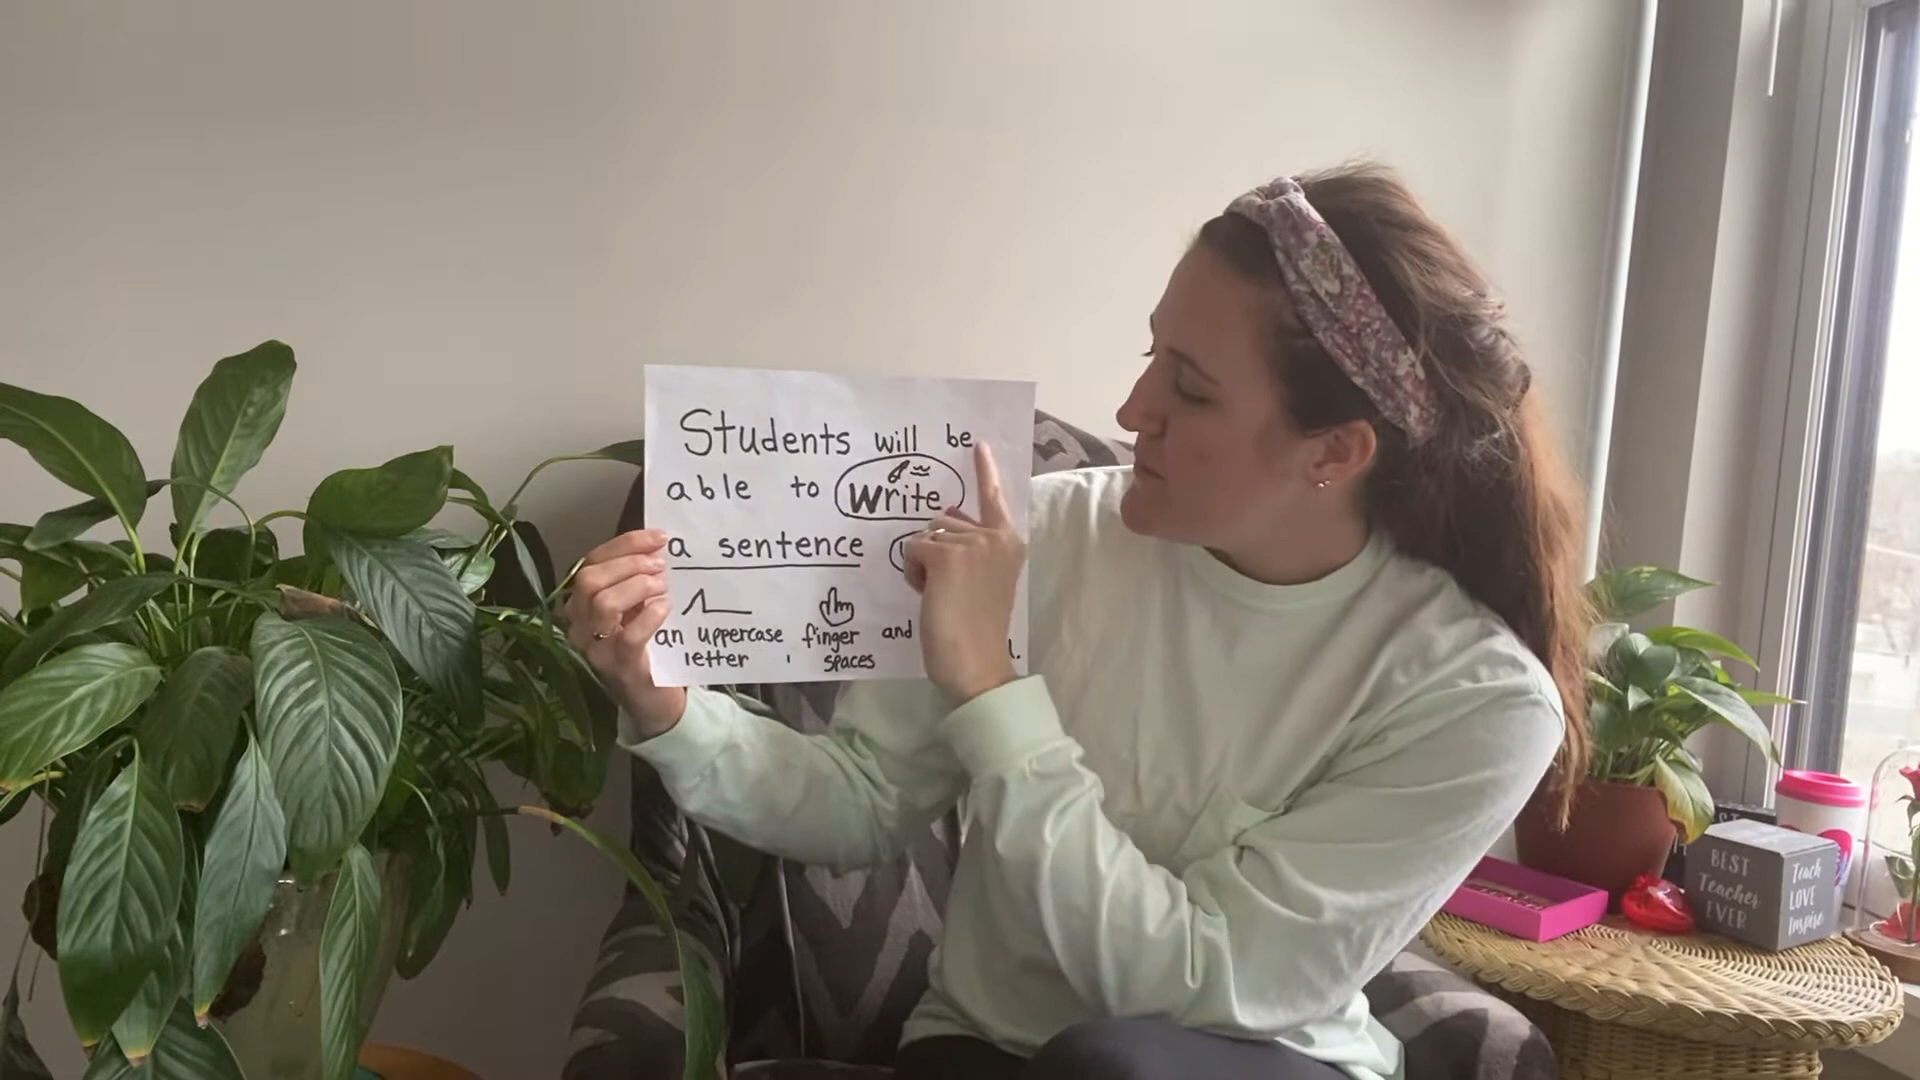 Students will be
able to write
a sentence
an uppercase finger and
letter , spaces
BEST
Teacher
EVER
Teach
LOVE
Inspire